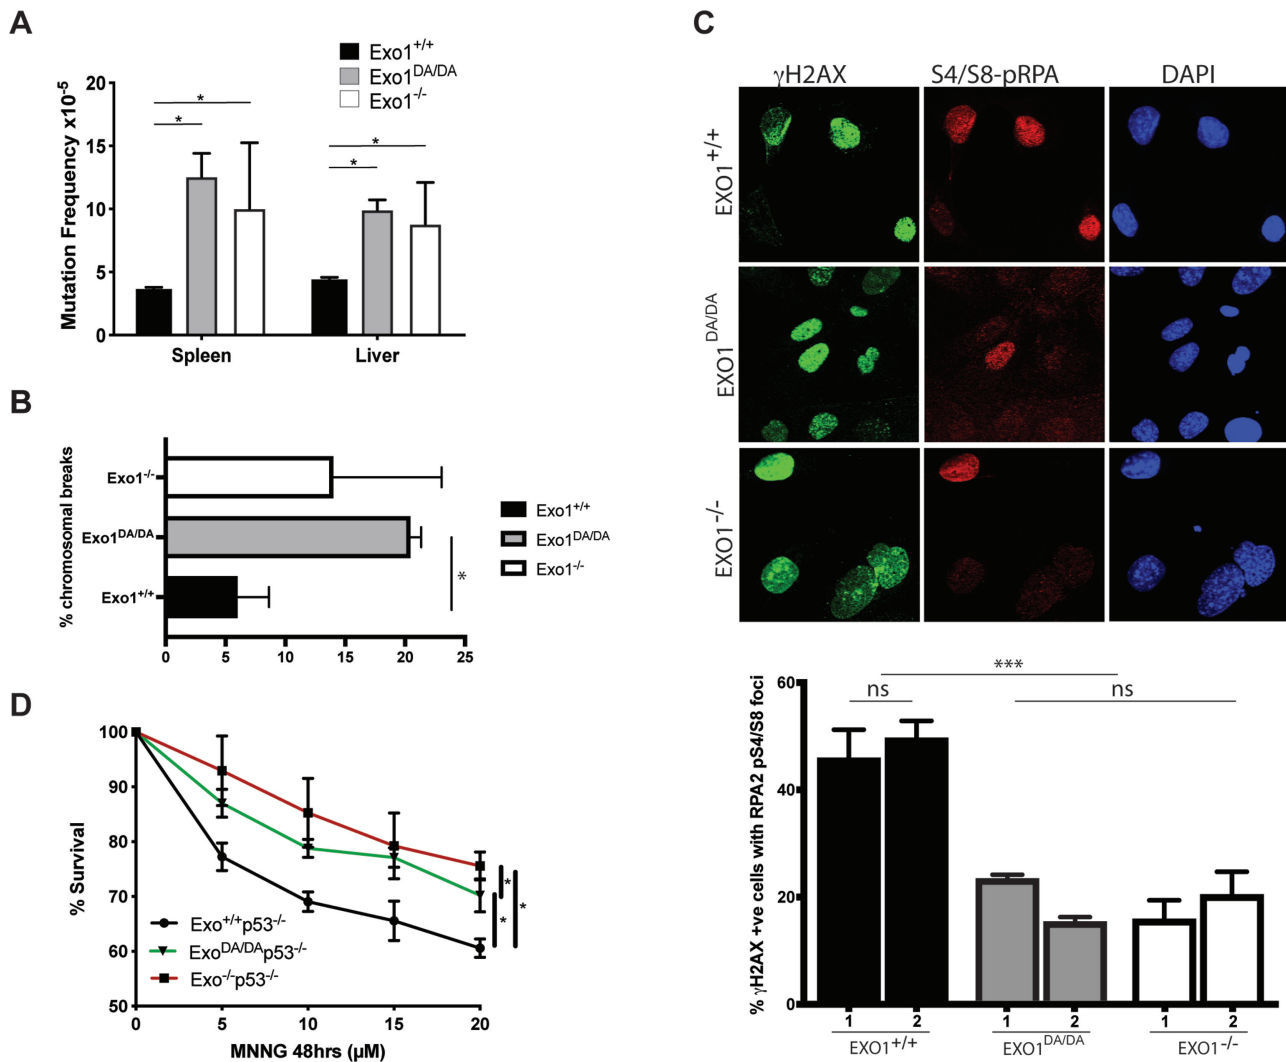 A
Exo1+/+
Exo1DA/DA
Exo1-/-
Mutation Frequency x10-5
20
15
10
5
0
*
*
*
*
Spleen
Liver
B
% chromosomal breaks
Exo1-/-
Exo1DA/DA
Exo1+/+
*
0 5 10 15 20 25
Exo1+/+
Exo1DA/DA
Exo1-/-
C
γH2AX
S4/S8-pRPA
DAPI
EXO1+/+
EXO1DA/DA
EXO1-/-
% γH2AX +ve cells with RPA2 pS4/S8 foci
60
40
20
0
***
ns
ns
1 2 1 2 1 2
EXO1+/+
EXO1DA/DA
EXO1-/-
D
% Survival
100
90
80
70
60
50
Exo+/+p53-/-
ExoDA/DAp53-/-
Exo-/-p53-/-
*
*
*
0 5 10 15 20
MNNG 48hrs (µM)